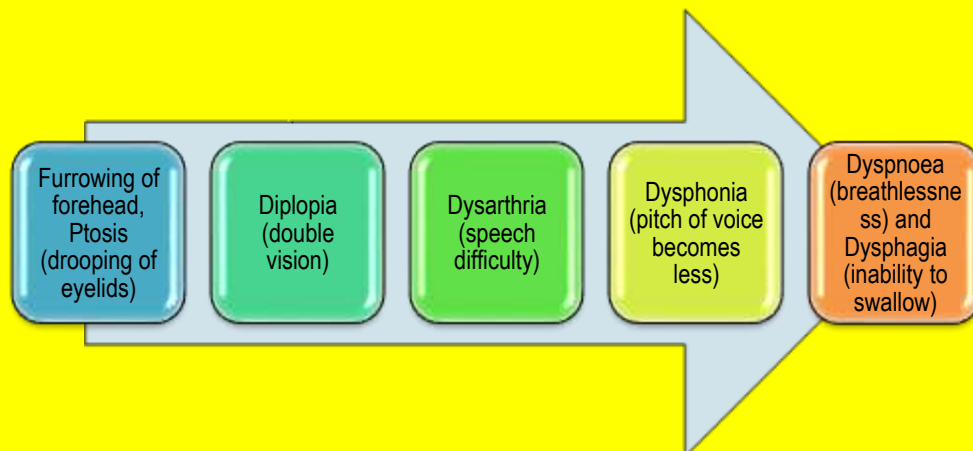 Furrowing of
forehead,
Ptosis
(drooping of
eyelids)
Diplopia
(double
vision)
Dysarthria
(speech
difficulty)
Dysphonia
(pitch of voice
becomes
less)
Dyspnoea
(breathlessne
ss) and
Dysphagia
(inability to
swallow)